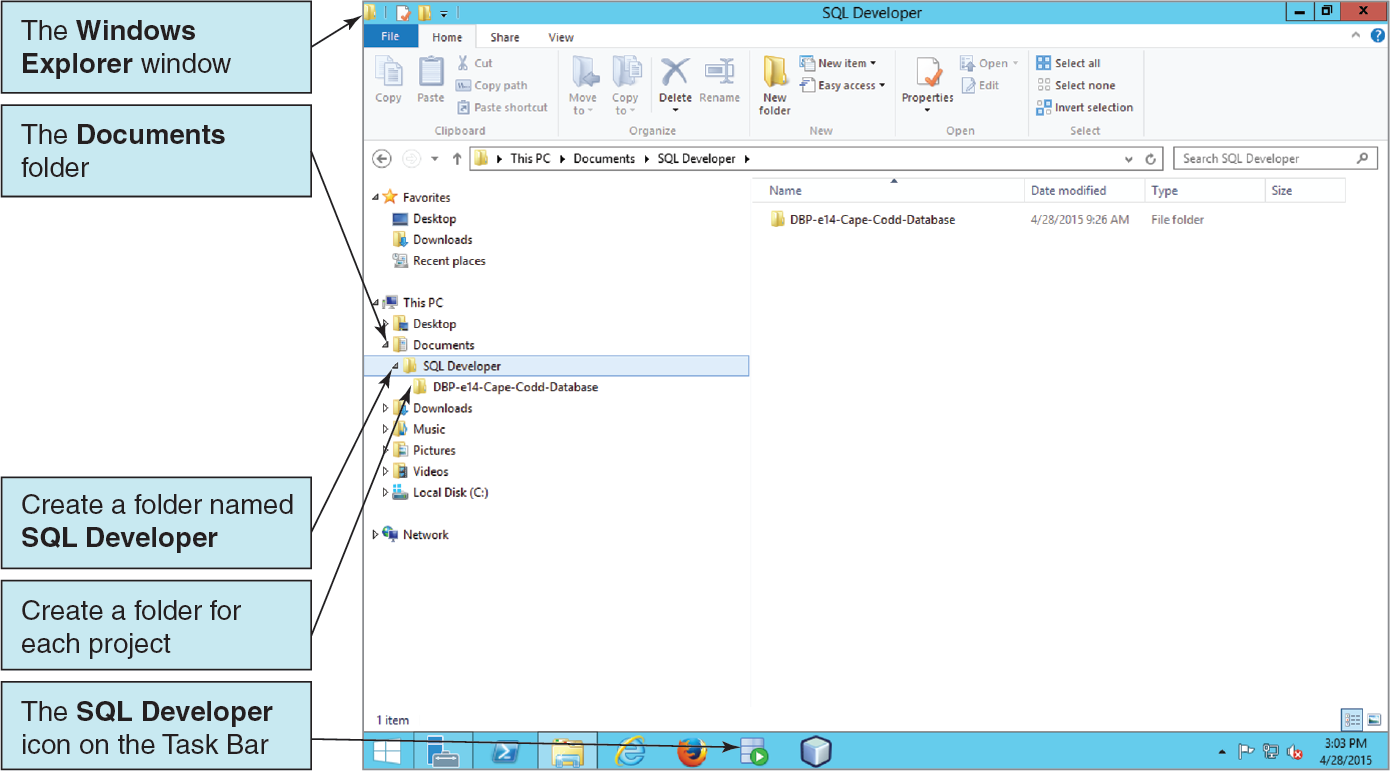 The Windows
Explorer window
The Documents
folder
Create a folder named
SQL Developer
Create a folder for
each project
The SQL Developer
icon on the Task Bar
SQL Developer
File Home Share View
Copy
Paste
Cut
Copy path
Paste shortcut
Clipboard
Move
to
Copy
to
Delete
Rename
Organize
New
folder
New item
Easy access
New
Properties
Open
Edit
Open
Select all
Select none
Invert selection
Select
This PC Documents SQL Developer
Search SQL Developer
Favorites
Desktop
Downloads
Recent places
This PC
Desktop
Documents
SQL Developer
DBP-e14-Cape-Codd-Database
Downloads
Music
Pictures
Videos
Local Disk (C:)
Network
Name Date modified Type Size
DBP-e14-Cape-Codd-Database 4/28/2015 9:26 AM File folder
1 item
3:03 PM
4/28/2015